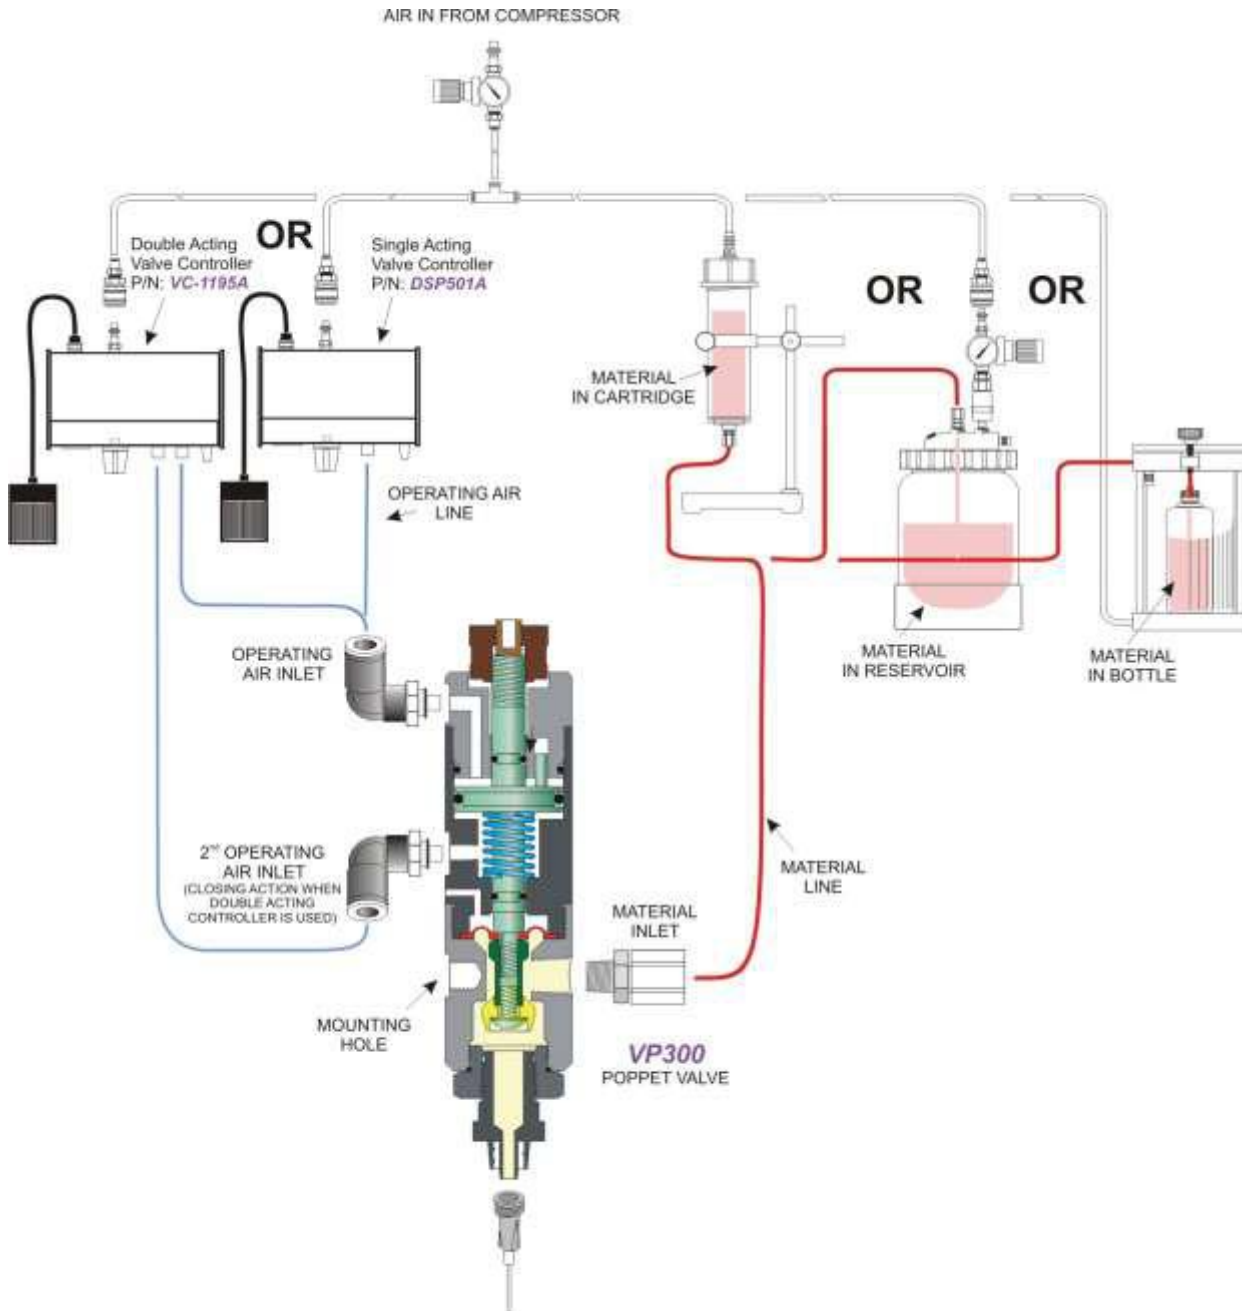 AIR IN FROM COMPRESSOR
Double Acting
Valve Controller
P/N: VC-1195A
OR
Single Acting
Valve Controller
P/N: DSP501A
OR
OR
MATERIAL
IN CARTRIDGE
OPERATING AIR
LINE
OPERATING
AIR INLET
MATERIAL
IN RESERVOIR
MATERIAL
IN BOTTLE
2nd OPERATING
AIR INLET
(CLOSING ACTION WHEN
DOUBLE ACTING
CONTROLLER IS USED)
MATERIAL
LINE
MATERIAL
INLET
MOUNTING
HOLE
VP300
POPPET VALVE